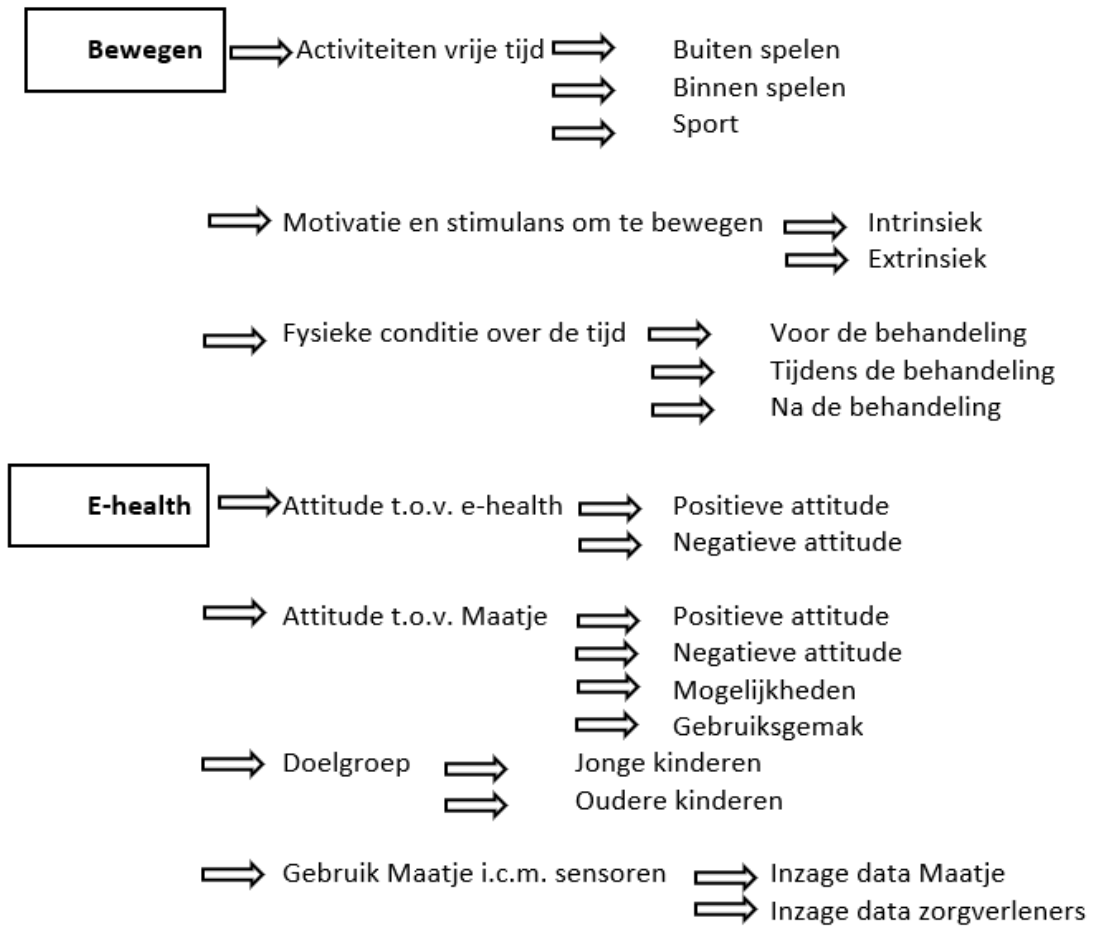 Bewegen Activiteiten vrije tijd Buiten spelen
Binnen spelen
Sport
Motivatie en stimulans om te bewegen Intrinsiek
Extrinsiek
Fysieke conditie over de tijd Voor de behandeling
Tijdens de behandeling
Na de behandeling
E-health Attitude t.o.v. e-health Positieve attitude
Negatieve attitude
Attitude t.o.v. Maatje Positieve attitude
Negatieve attitude
Mogelijkheden
Gebruiksgemak
Doelgroep Jonge kinderen
Oudere kinderen
Gebruik Maatje i.c.m. sensoren Inzage data Maatje
Inzage data zorgverleners